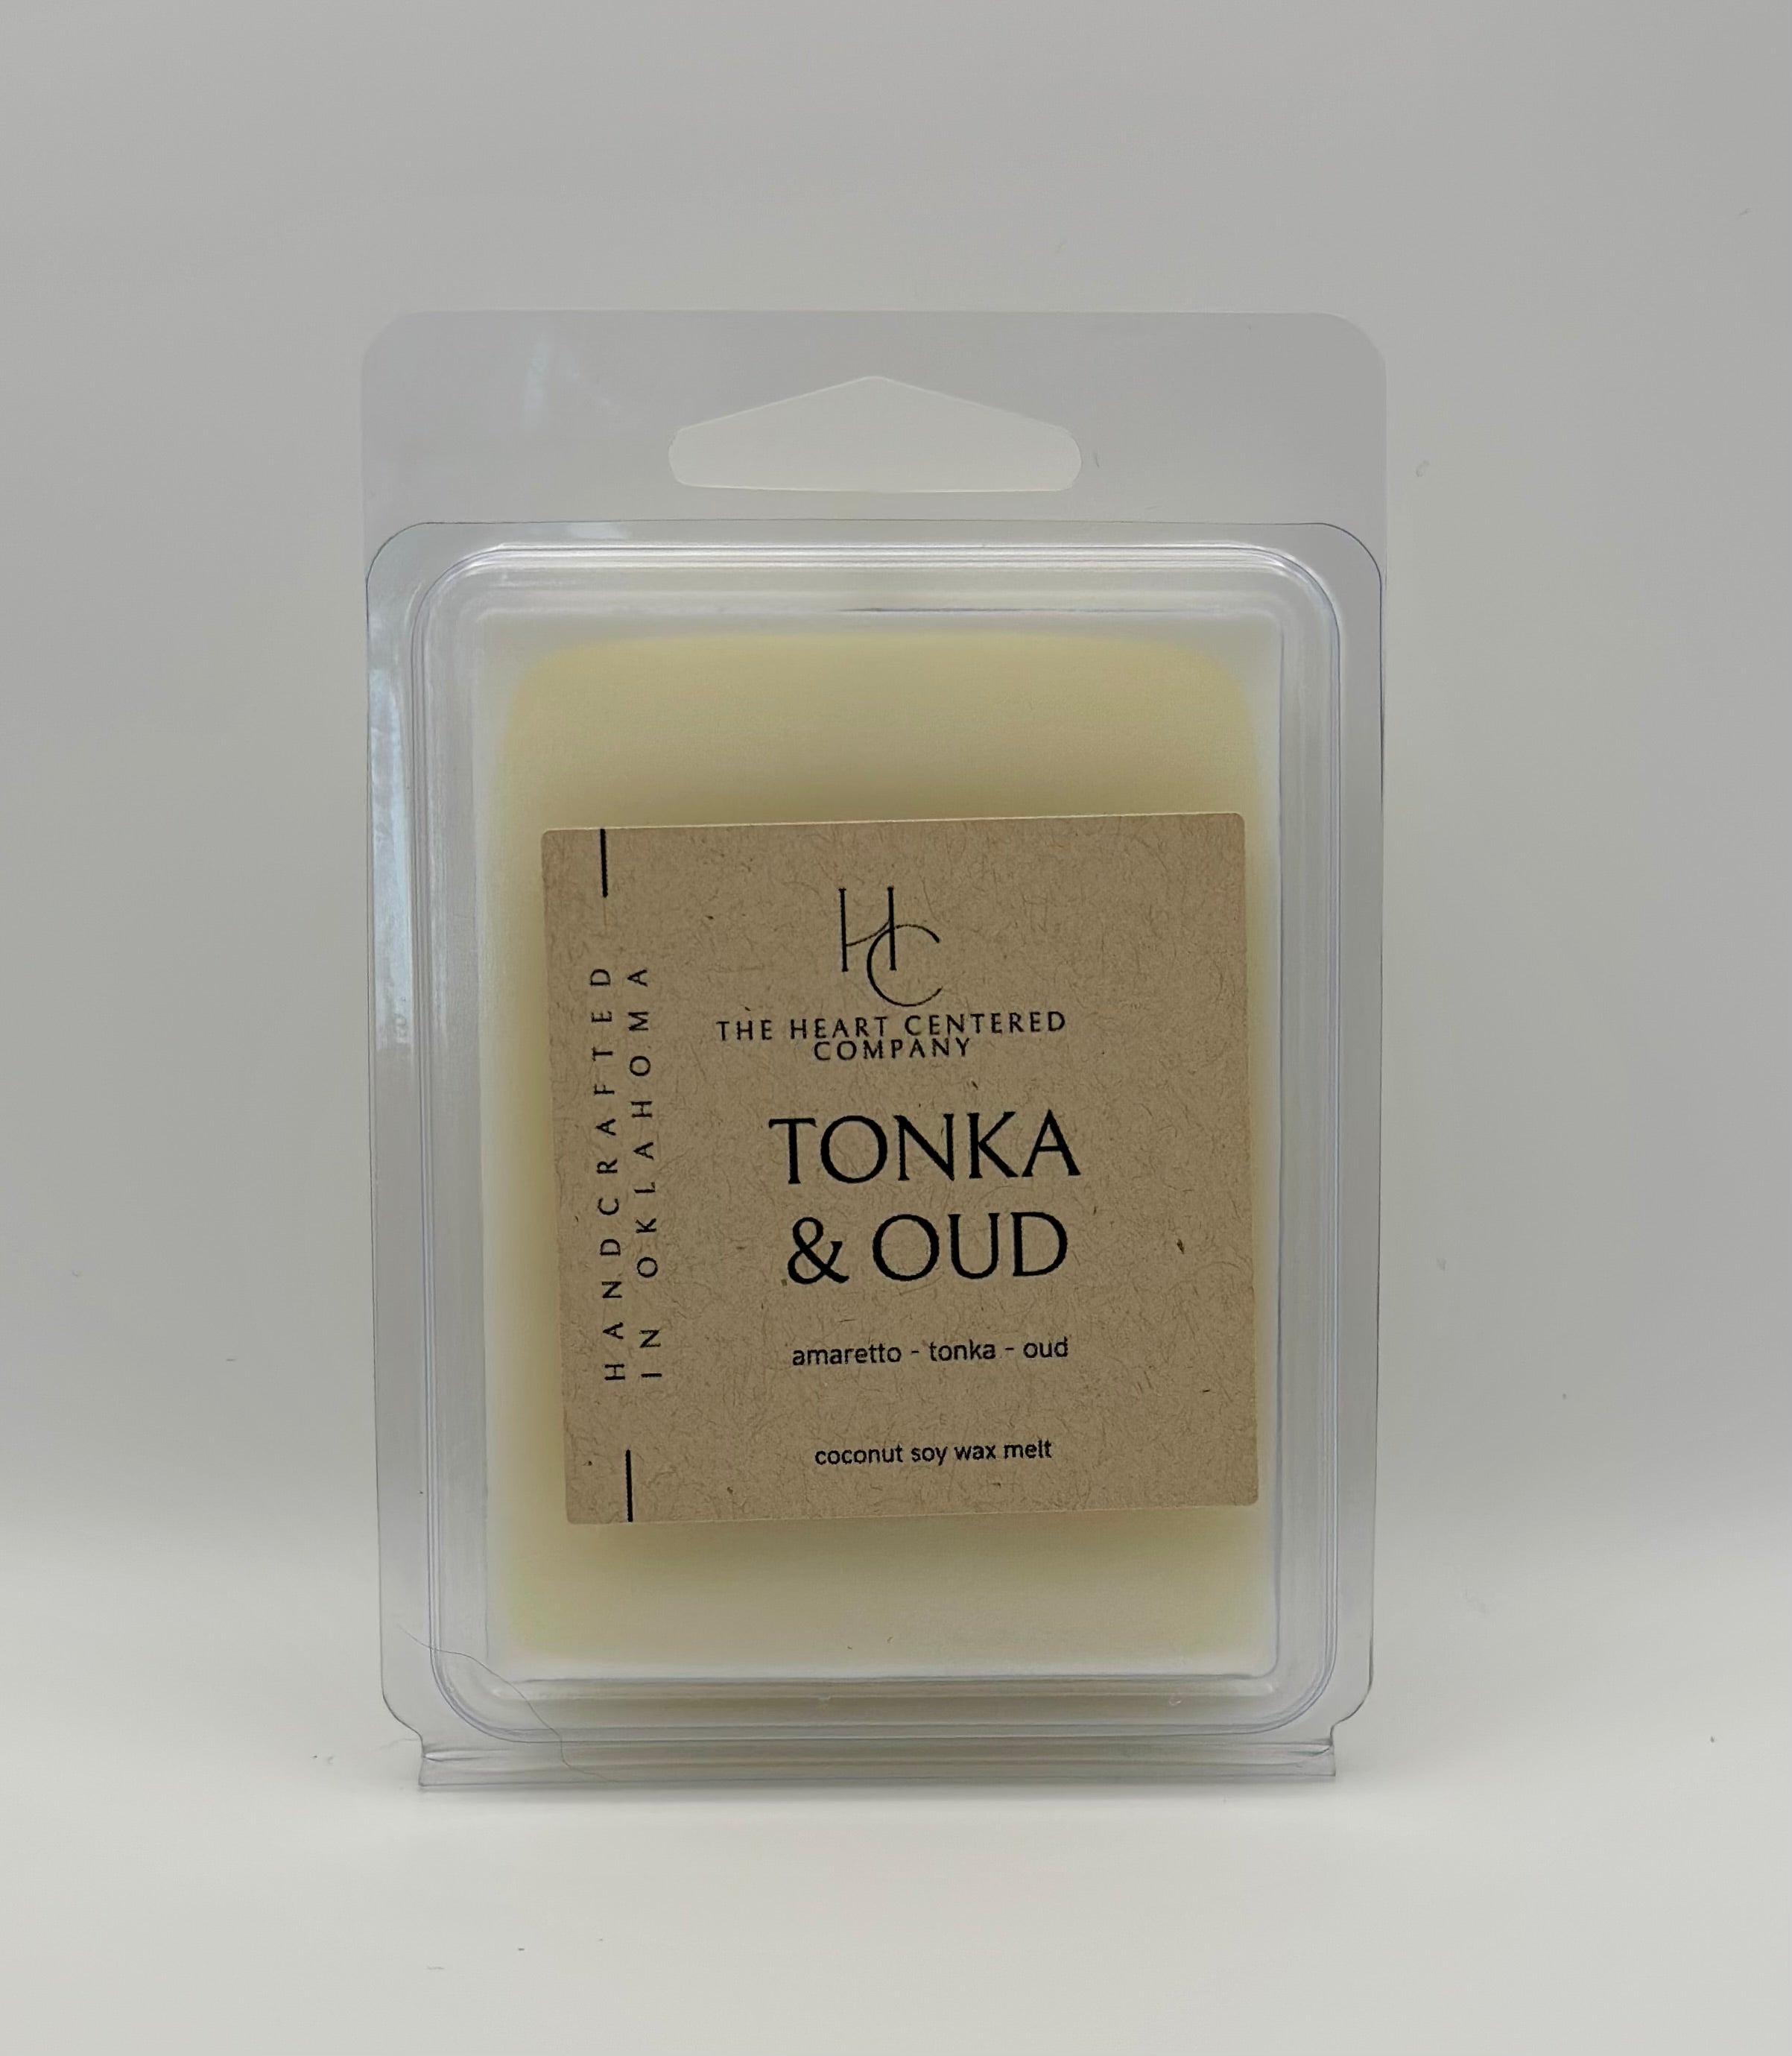 HANDCRAFTED
IN OKLAHOMA
HC
THE HEART CENTERED
COMPANY
TONKA
& OUD
amaretto - tonka - oud
coconut soy wax melt